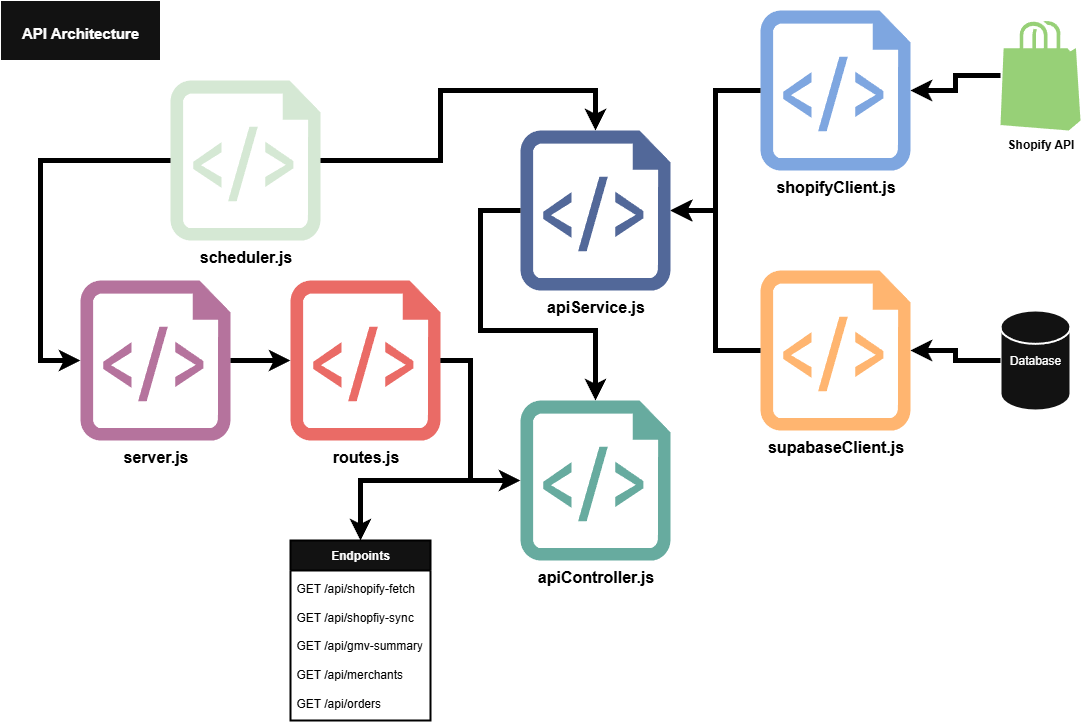 API Architecture
Shopify API
shopifyClient.js
scheduler.js
apiService.js
Database
supabaseClient.js
server.js
routes.js
apiController.js
Endpoints
GET /api/shopify-fetch
GET /api/shopfiy-sync
GET /api/gmv-summary
GET /api/merchants
GET /api/orders